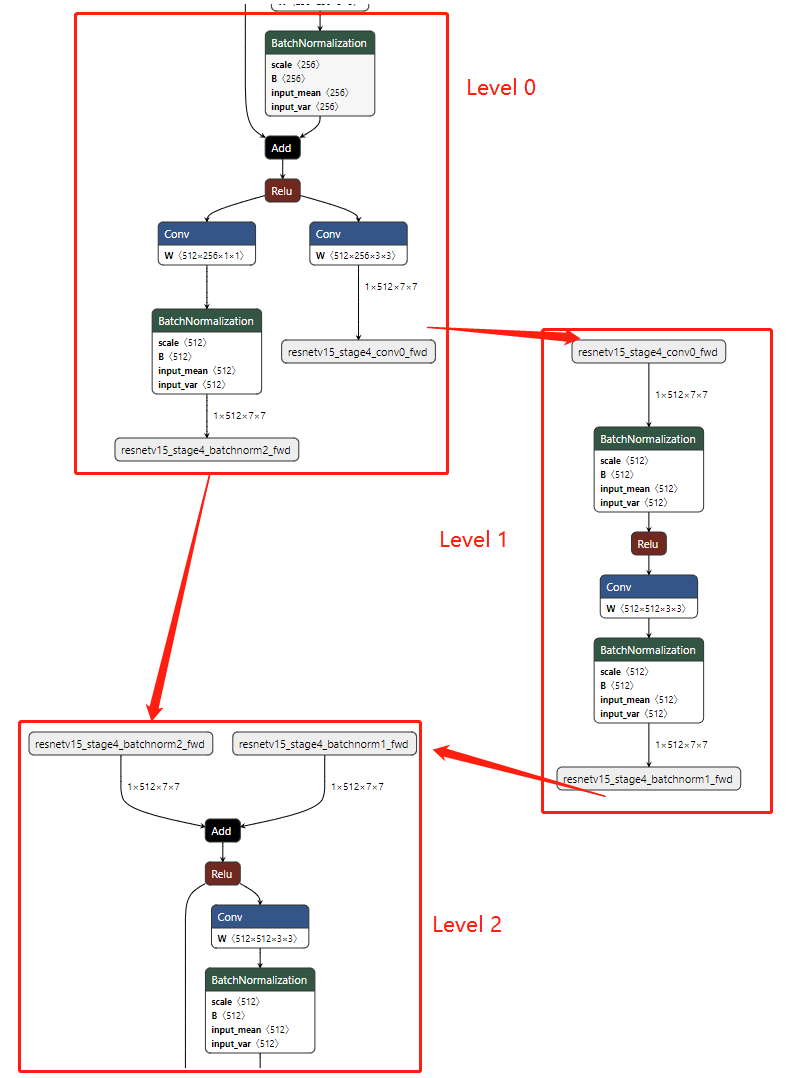 BatchNormalization
scale〈256〉
B〈256〉
input_mean〈256〉
input_var〈256〉
Level 0
Add
Relu
Conv
W〈512×256×1×1〉
Conv
W〈512×256×3×3〉
1×512×7×7
BatchNormalization
scale〈512〉
B〈512〉
input_mean〈512〉
input_var〈512〉
resnetv15_stage4_conv0_fwd
1×512×7×7
resnetv15_stage4_batchnorm2_fwd
Level 1
resnetv15_stage4_conv0_fwd
1×512×7×7
BatchNormalization
scale〈512〉
B〈512〉
input_mean〈512〉
input_var〈512〉
Relu
Conv
W〈512×512×3×3〉
BatchNormalization
scale〈512〉
B〈512〉
input_mean〈512〉
input_var〈512〉
1×512×7×7
resnetv15_stage4_batchnorm1_fwd
resnetv15_stage4_batchnorm2_fwd
resnetv15_stage4_batchnorm1_fwd
1×512×7×7
1×512×7×7
Add
Relu
Level 2
Conv
W〈512×512×3×3〉
BatchNormalization
scale〈512〉
B〈512〉
input_mean〈512〉
input_var〈512〉